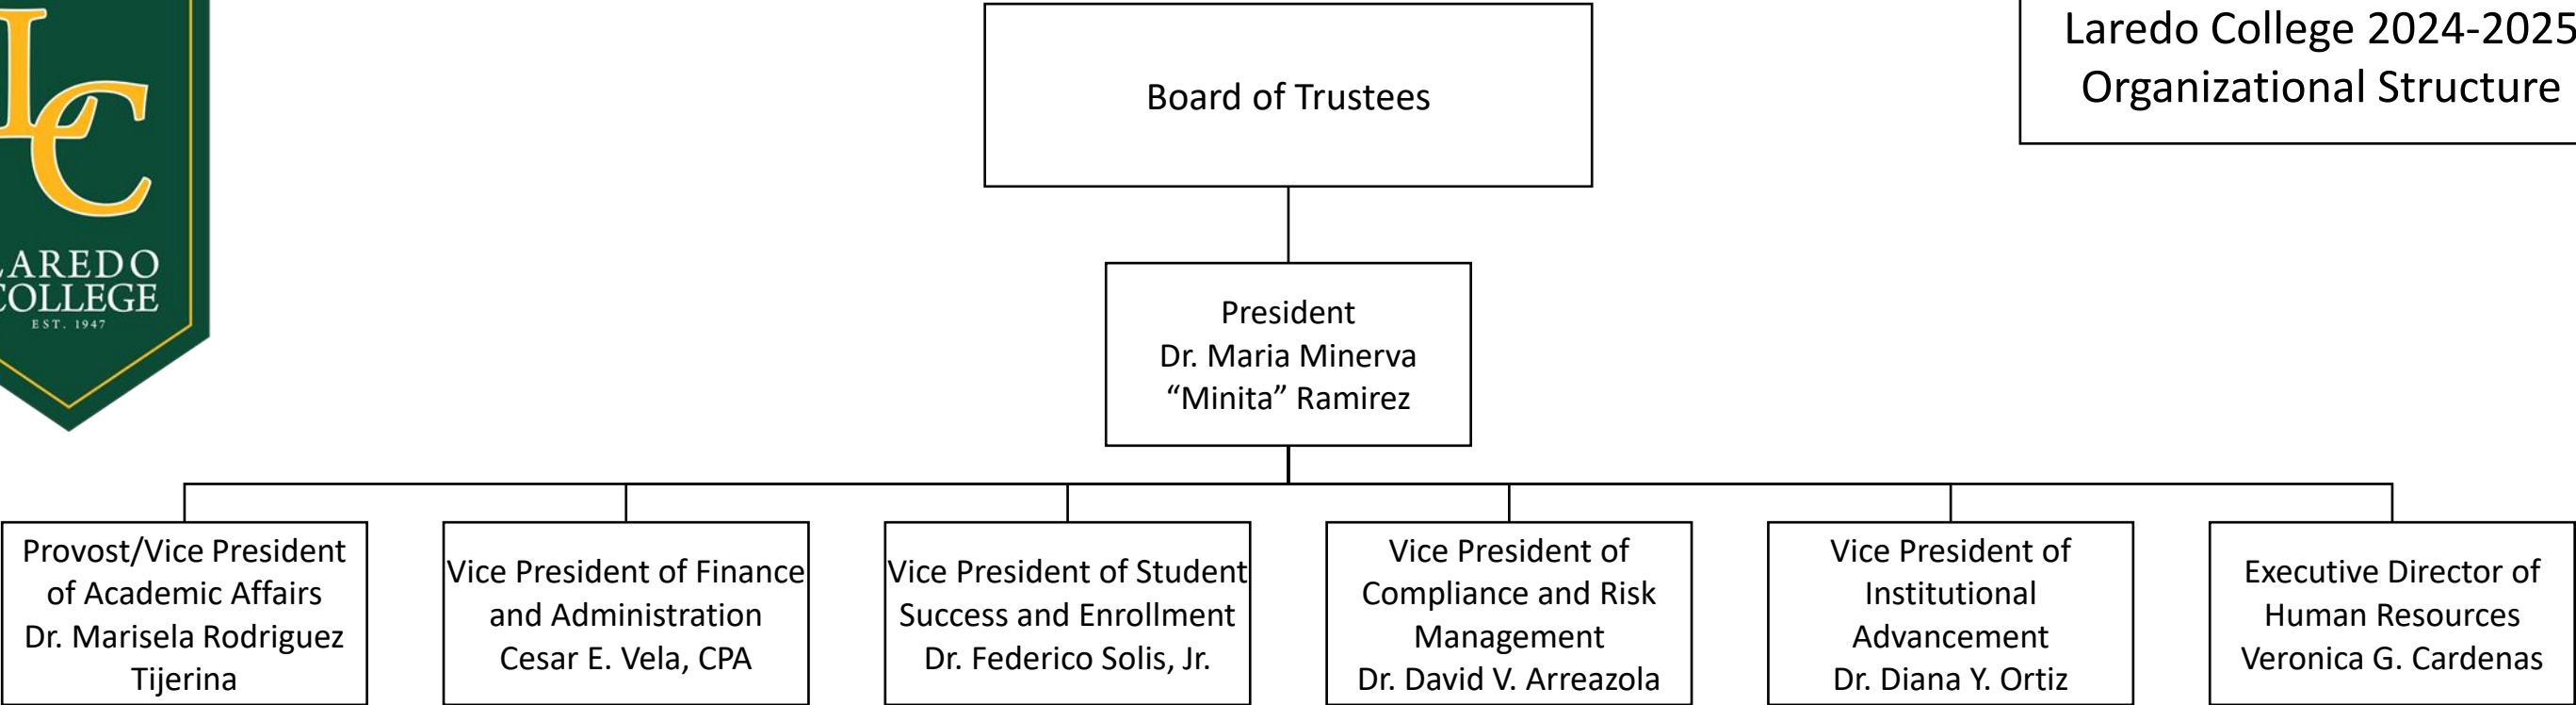 LC
LAREDO
COLLEGE
EST. 1947
Board of Trustees
Laredo College 2024-2025
Organizational Structure
President
Dr. Maria Minerva
“Minita” Ramirez
Provost/Vice President
of Academic Affairs
Dr. Marisela Rodriguez
Tijerina
Vice President of Finance
and Administration
Cesar E. Vela, CPA
Vice President of Student
Success and Enrollment
Dr. Federico Solis, Jr.
Vice President of
Compliance and Risk
Management
Dr. David V. Arreazola
Vice President of
Institutional
Advancement
Dr. Diana Y. Ortiz
Executive Director of
Human Resources
Veronica G. Cardenas